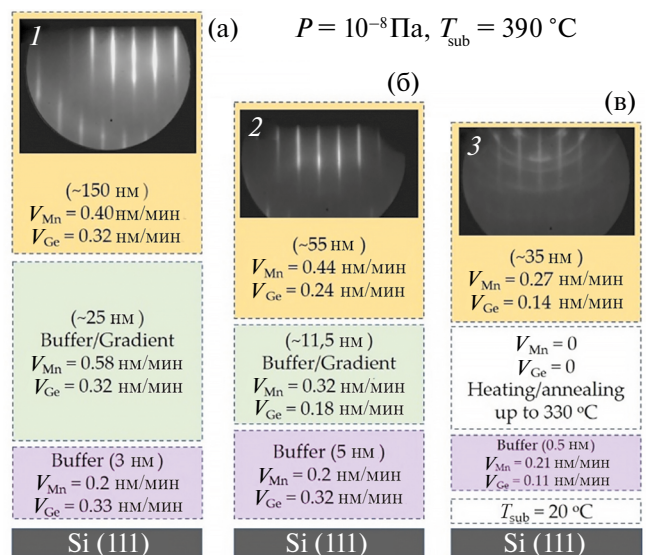 1
(а)
P = 10⁻⁸ Па, T_sub = 390 °C
(~150 нм )
V_Mn = 0.40 нм/мин
V_Ge = 0.32 нм/мин
(~25 нм )
Buffer/Gradient
V_Mn = 0.58 нм/мин
V_Ge = 0.32 нм/мин
Buffer (3 нм )
V_Mn = 0.2 нм/мин
V_Ge = 0.33 нм/мин
Si (111)
(б)
2
(~55 нм )
V_Mn = 0.44 нм/мин
V_Ge = 0.24 нм/мин
(~11,5 нм )
Buffer/Gradient
V_Mn = 0.32 нм/мин
V_Ge = 0.18 нм/мин
Buffer (5 нм )
V_Mn = 0.2 нм/мин
V_Ge = 0.32 нм/мин
Si (111)
(в)
3
(~35 нм )
V_Mn = 0.27 нм/мин
V_Ge = 0.14 нм/мин
V_Mn = 0
V_Ge = 0
Heating/annealing
up to 330 °C
Buffer (0.5 нм )
V_Mn = 0.21 нм/мин
V_Ge = 0.11 нм/мин
T_sub = 20 °C
Si (111)